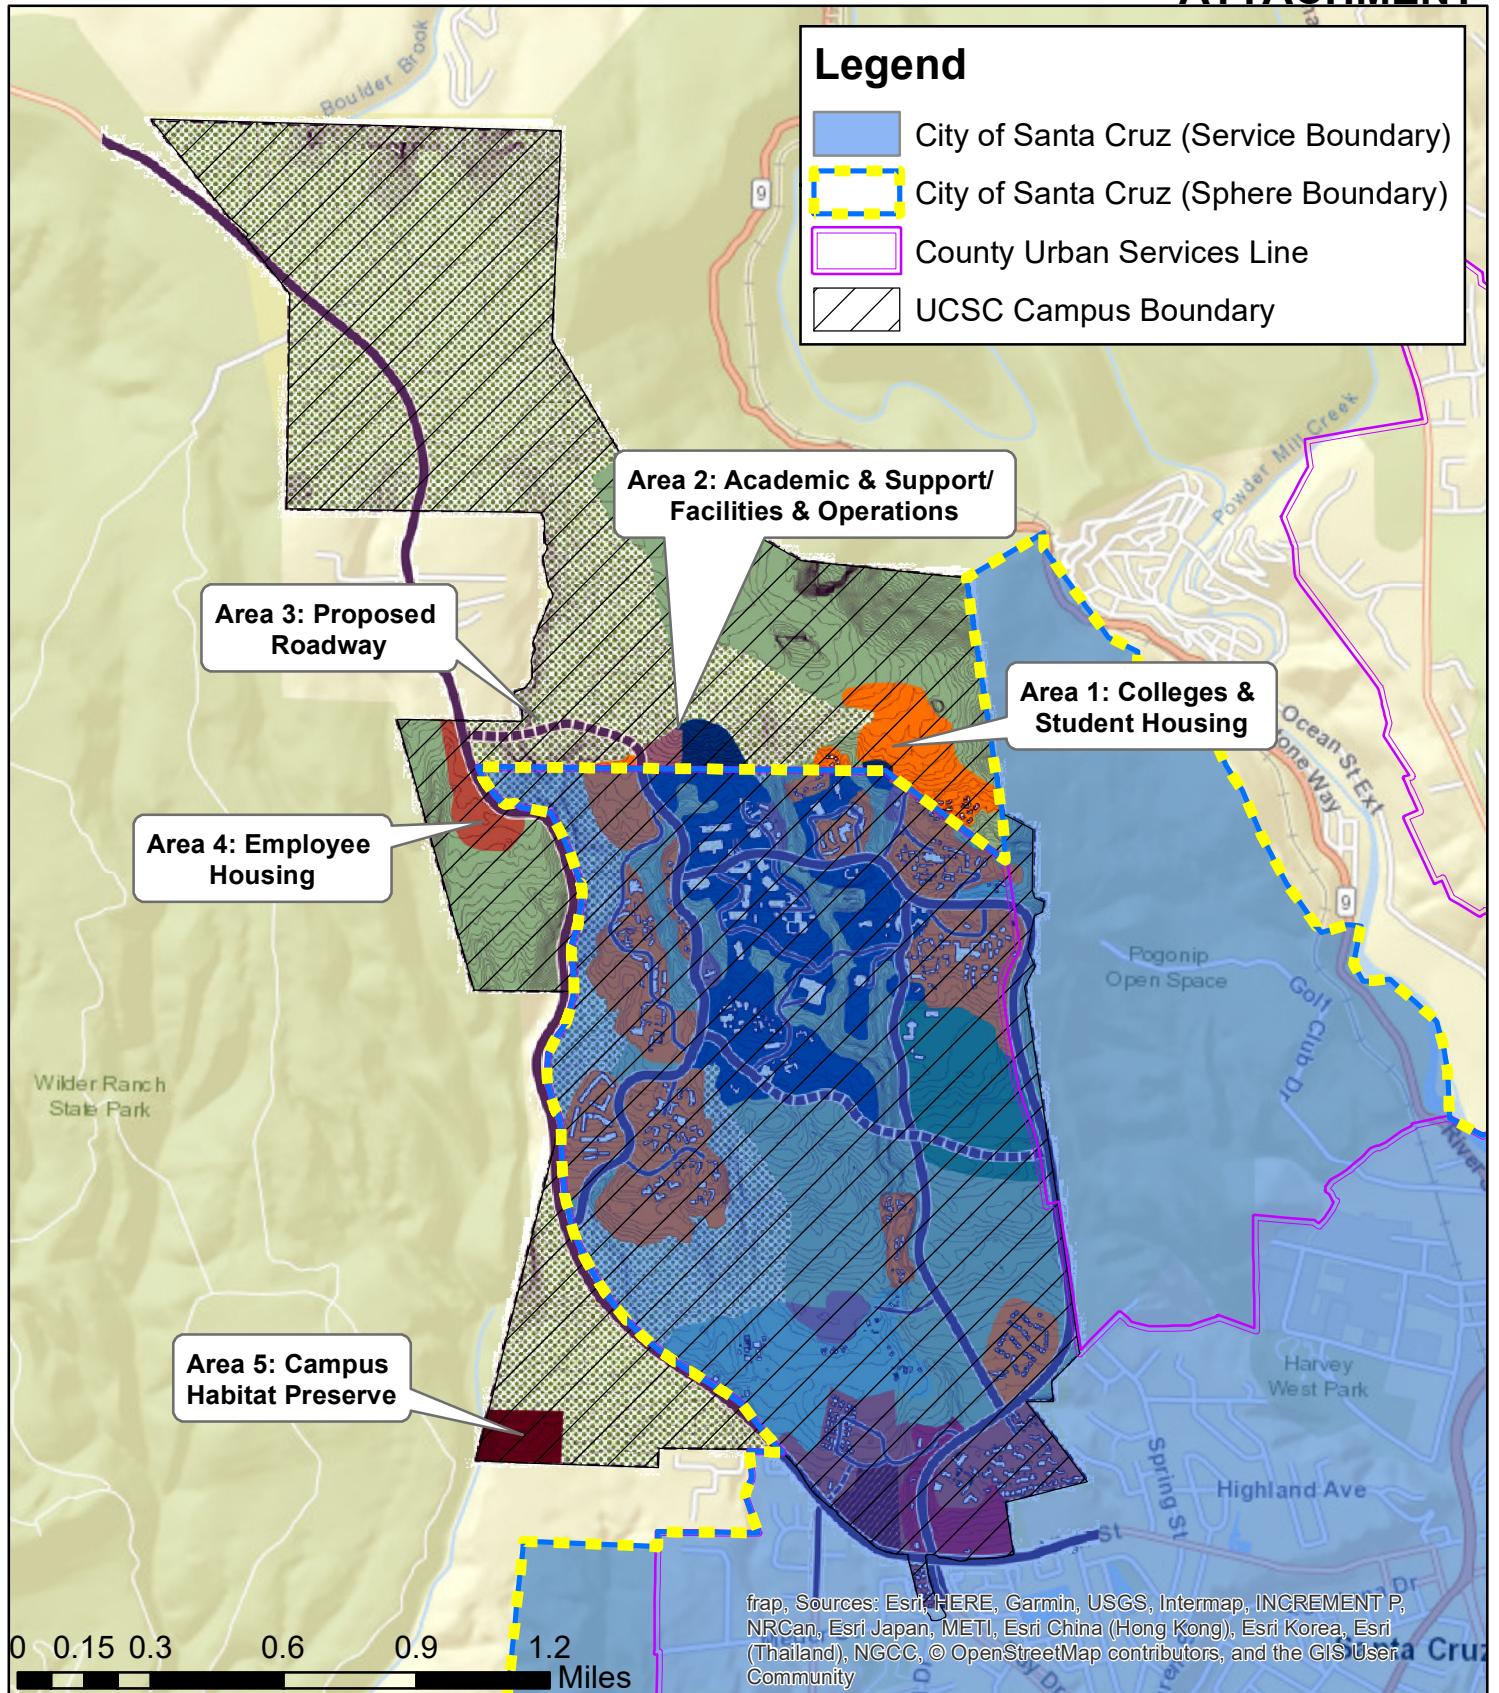 ATTACHMENT
Legend
City of Santa Cruz (Service Boundary)
City of Santa Cruz (Sphere Boundary)
County Urban Services Line
UCSC Campus Boundary
Boulder Brook
9
Powder Mill Creek
Area 2: Academic & Support/
Facilities & Operations
Area 3: Proposed
Roadway
Area 1: Colleges &
Student Housing
Ocean St Ext
Area 4: Employee
Housing
9
Pogonip
Open Space
Golf Club Dr
Wilder Ranch
State Park
Area 5: Campus
Habitat Preserve
Harvey
West Park
Spring St
Highland Ave
St
frap, Sources: Esri, HERE, Garmin, USGS, Intermap, INCREMENT P,
NRCan, Esri Japan, METI, Esri China (Hong Kong), Esri Korea, Esri
(Thailand), NGCC, © OpenStreetMap contributors, and the GIS User
Community
Santa Cruz
0 0.15 0.3 0.6 0.9 1.2
Miles